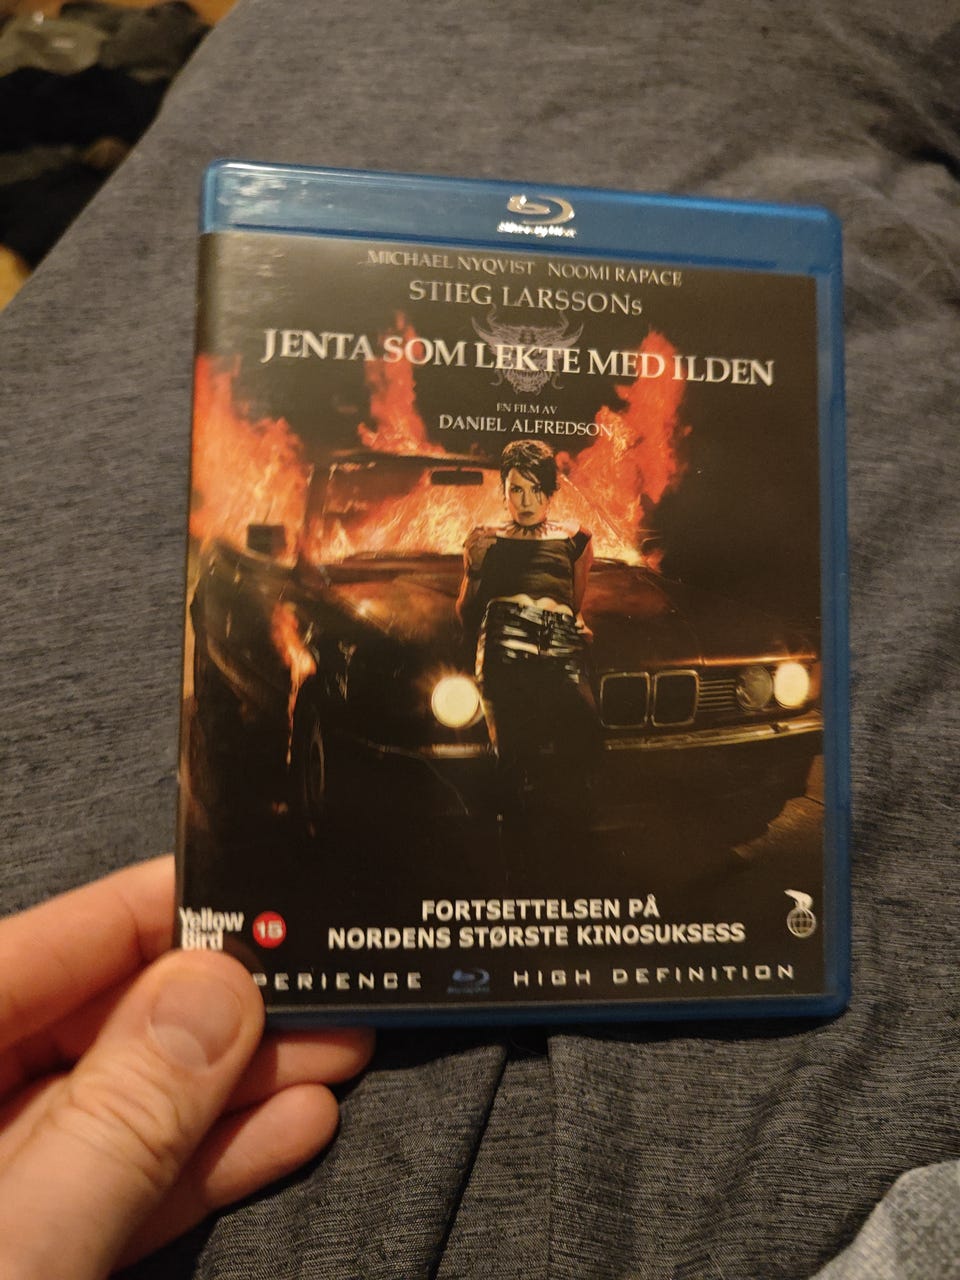 MICHAEL NYQVIST NOOMI RAPACE
STIEG LARSSONs
JENTA SOM LEKTE MED ILDEN
EN FILM AV
DANIEL ALFREDSON
FORTSETTELSEN PÅ
NORDENS STØRSTE KINOSUKSESS
Yellow
Bird
15
PERIENCE HIGH DEFINITION